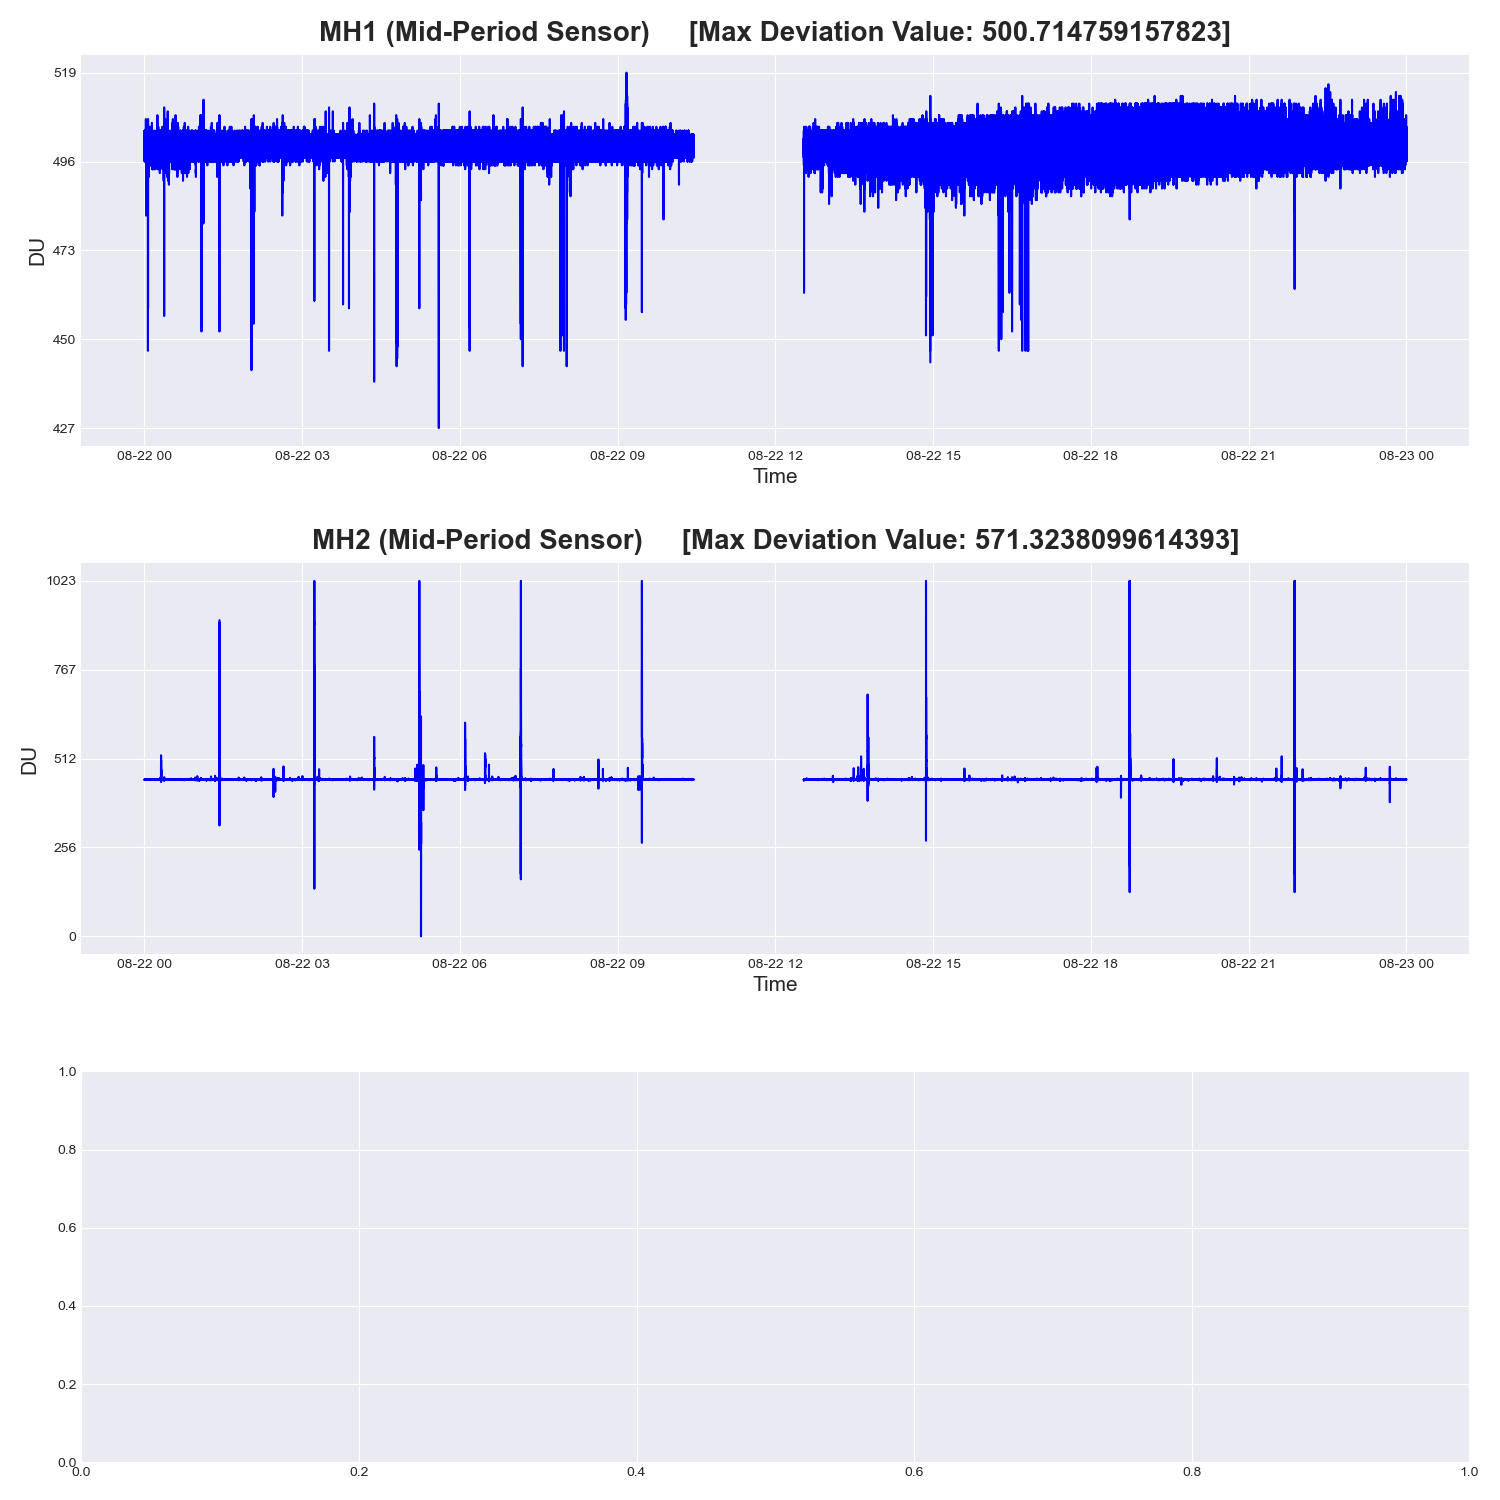 MH1 (Mid-Period Sensor) [Max Deviation Value: 500.714759157823]
519
496
473
450
427
DU
08-22 00 08-22 03 08-22 06 08-22 09 08-22 12 08-22 15 08-22 18 08-22 21 08-23 00
Time
MH2 (Mid-Period Sensor) [Max Deviation Value: 571.3238099614393]
1023
767
512
256
0
DU
08-22 00 08-22 03 08-22 06 08-22 09 08-22 12 08-22 15 08-22 18 08-22 21 08-23 00
Time
1.0
0.8
0.6
0.4
0.2
0.0
0.0 0.2 0.4 0.6 0.8 1.0